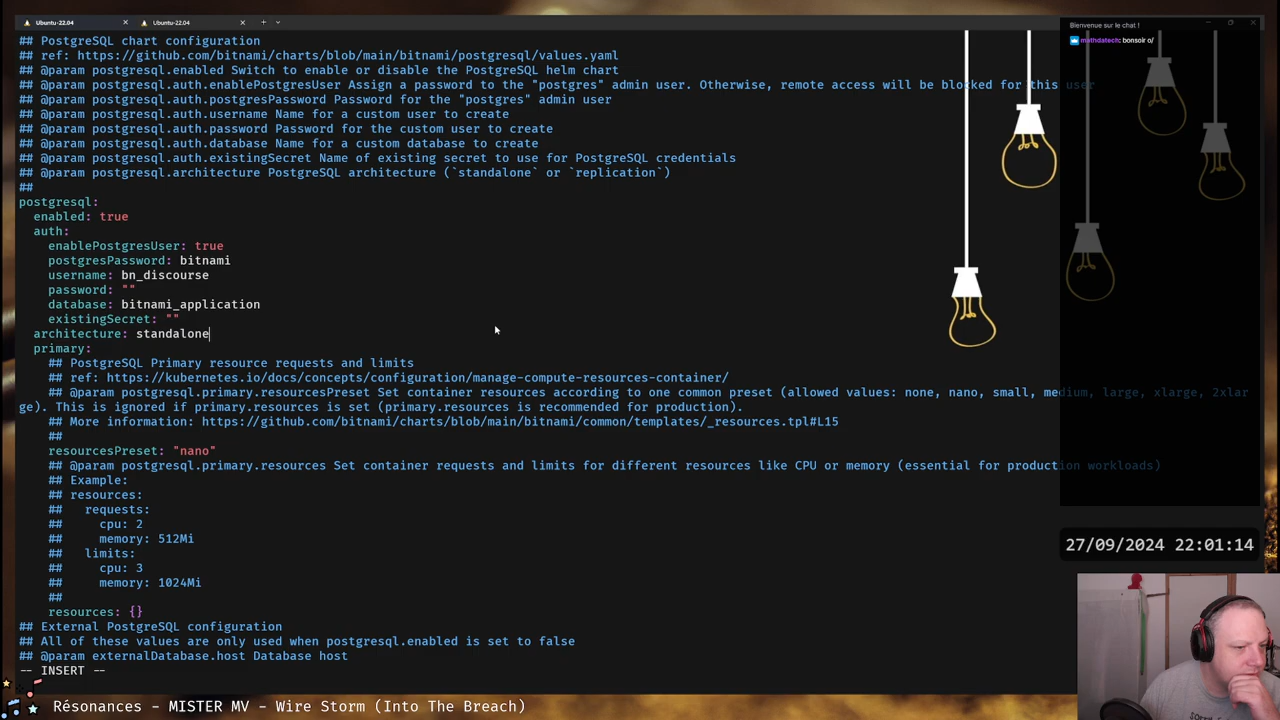 Ubuntu-22.04
Ubuntu-22.04
Bienvenue sur le chat !
mathdatech: bonsoir o/
## PostgreSQL chart configuration
## ref: https://github.com/bitnami/charts/blob/main/bitnami/postgresql/values.yaml
## @param postgresql.enabled Switch to enable or disable the PostgreSQL helm chart
## @param postgresql.auth.enablePostgresUser Assign a password to the "postgres" admin user. Otherwise, remote access will be blocked for this user
## @param postgresql.auth.postgresPassword Password for the "postgres" admin user
## @param postgresql.auth.username Name for a custom user to create
## @param postgresql.auth.password Password for the custom user to create
## @param postgresql.auth.database Name for a custom database to create
## @param postgresql.auth.existingSecret Name of existing secret to use for PostgreSQL credentials
## @param postgresql.architecture PostgreSQL architecture (`standalone` or `replication`)
##
postgresql:
enabled: true
auth:
enablePostgresUser: true
postgresPassword: bitnami
username: bn_discourse
password: ""
database: bitnami_application
existingSecret: ""
architecture: standalone
primary:
## PostgreSQL Primary resource requests and limits
## ref: https://kubernetes.io/docs/concepts/configuration/manage-compute-resources-container/
## @param postgresql.primary.resourcesPreset Set container resources according to one common preset (allowed values: none, nano, small, medium, large, xlarge, 2xlar
ge). This is ignored if primary.resources is set (primary.resources is recommended for production).
## More information: https://github.com/bitnami/charts/blob/main/bitnami/common/templates/_resources.tpl#L15
##
resourcesPreset: "nano"
## @param postgresql.primary.resources Set container requests and limits for different resources like CPU or memory (essential for production workloads)
## Example:
## resources:
##   requests:
##     cpu: 2
##     memory: 512Mi
##   limits:
##     cpu: 3
##     memory: 1024Mi
##
resources: {}
## External PostgreSQL configuration
## All of these values are only used when postgresql.enabled is set to false
## @param externalDatabase.host Database host
-- INSERT --
27/09/2024 22:01:14
Résonances - MISTER MV - Wire Storm (Into The Breach)